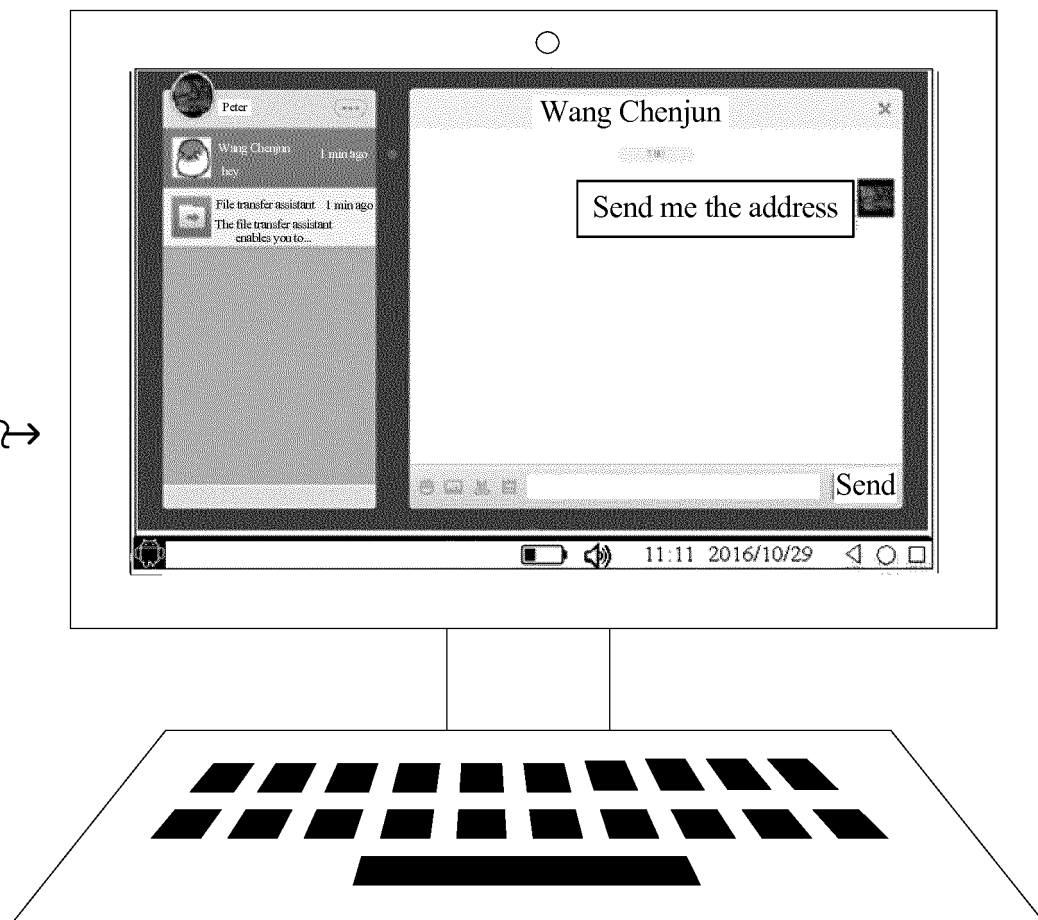 Peter
Wang Chenjun
1 min ago
hey
File transfer assistant 1 min ago
The file transfer assistant
enables you to...
Wang Chenjun
Send me the address
Send
11:11 2016/10/29